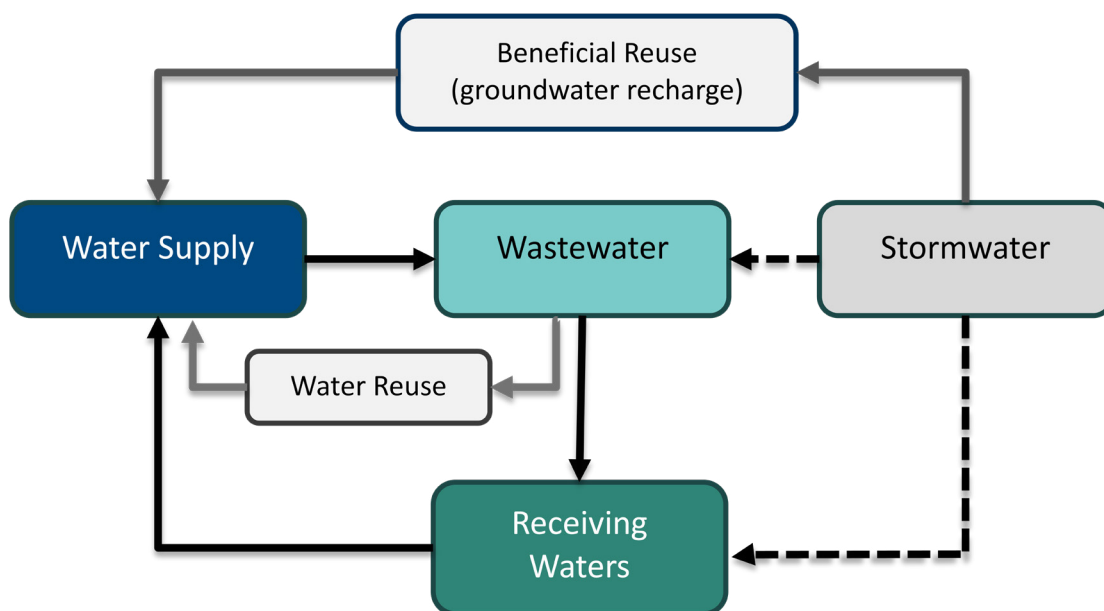 Beneficial Reuse
(groundwater recharge)
Water Supply
Wastewater
Stormwater
Water Reuse
Receiving
Waters